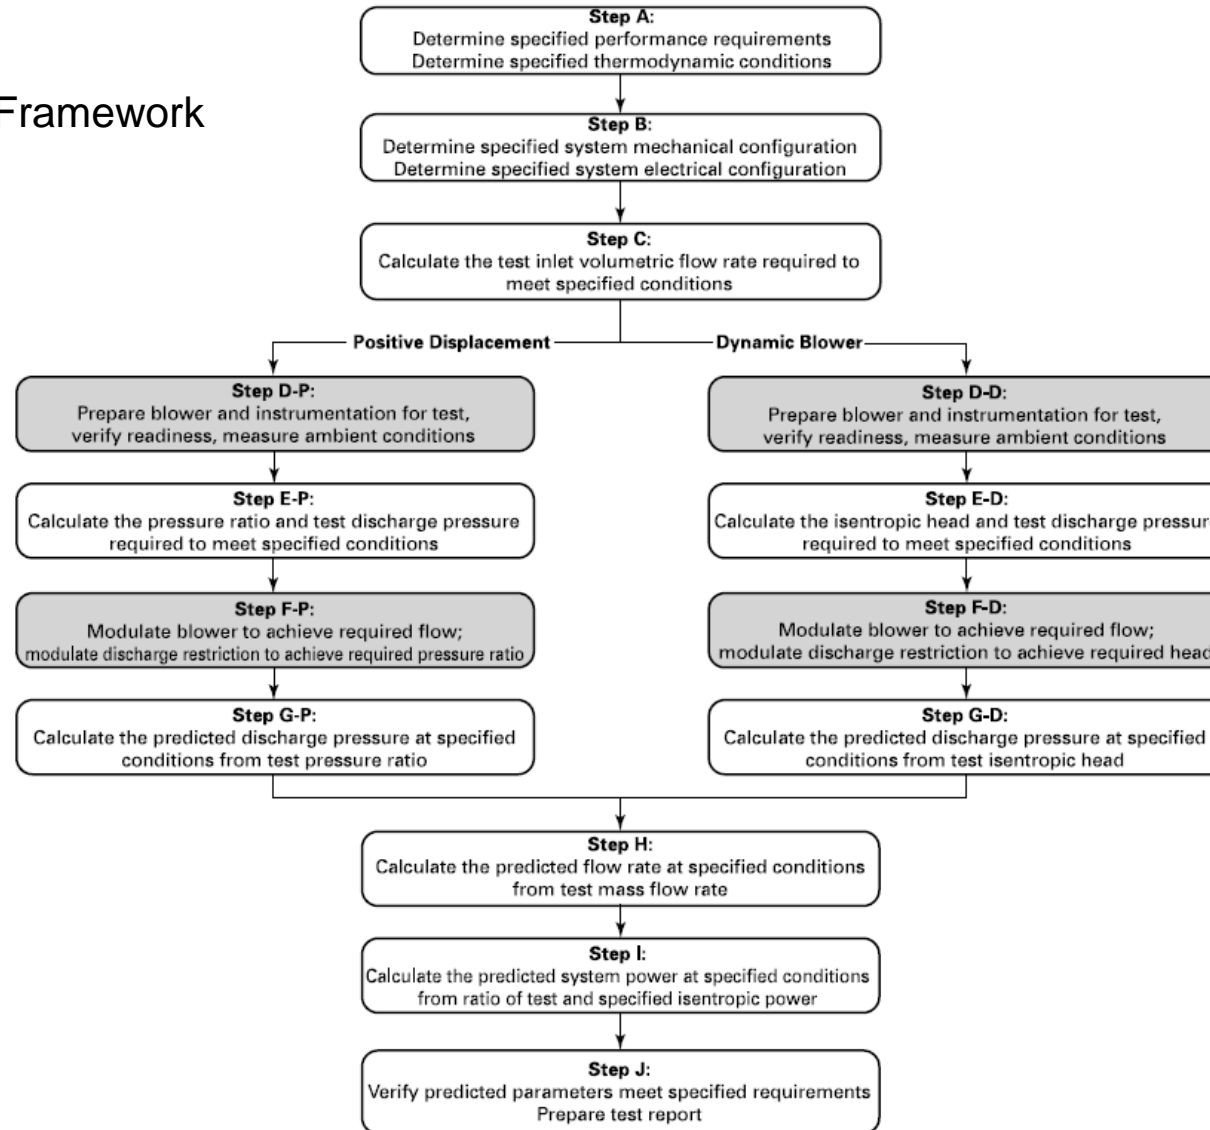 Framework
Step A:
Determine specified performance requirements
Determine specified thermodynamic conditions
Step B:
Determine specified system mechanical configuration
Determine specified system electrical configuration
Step C:
Calculate the test inlet volumetric flow rate required to
meet specified conditions
Positive Displacement
Dynamic Blower
Step D-P:
Prepare blower and instrumentation for test,
verify readiness, measure ambient conditions
Step E-P:
Calculate the pressure ratio and test discharge pressure
required to meet specified conditions
Step F-P:
Modulate blower to achieve required flow;
modulate discharge restriction to achieve required pressure ratio
Step G-P:
Calculate the predicted discharge pressure at specified
conditions from test pressure ratio
Step D-D:
Prepare blower and instrumentation for test,
verify readiness, measure ambient conditions
Step E-D:
Calculate the isentropic head and test discharge pressure
required to meet specified conditions
Step F-D:
Modulate blower to achieve required flow;
modulate discharge restriction to achieve required head
Step G-D:
Calculate the predicted discharge pressure at specified
conditions from test isentropic head
Step H:
Calculate the predicted flow rate at specified conditions
from test mass flow rate
Step I:
Calculate the predicted system power at specified conditions
from ratio of test and specified isentropic power
Step J:
Verify predicted parameters meet specified requirements
Prepare test report